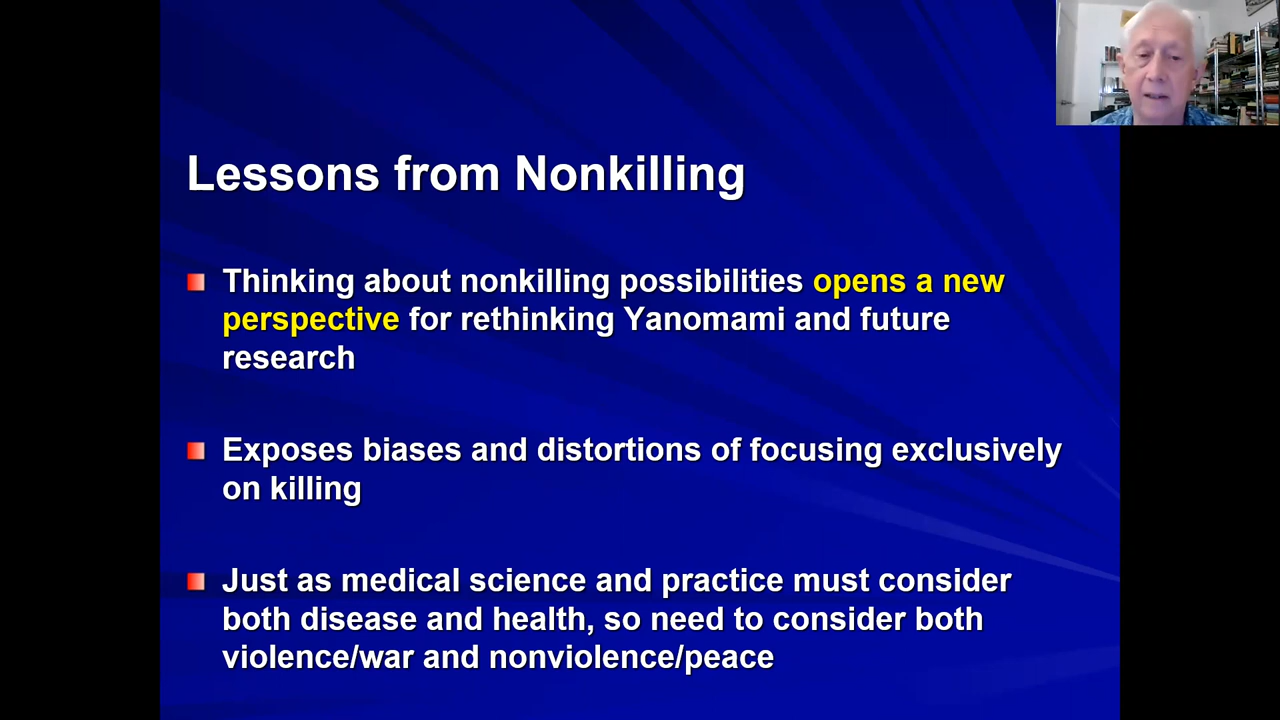 Lessons from Nonkilling
Thinking about nonkilling possibilities opens a new
perspective for rethinking Yanomami and future
research
Exposes biases and distortions of focusing exclusively
on killing
Just as medical science and practice must consider
both disease and health, so need to consider both
violence/war and nonviolence/peace